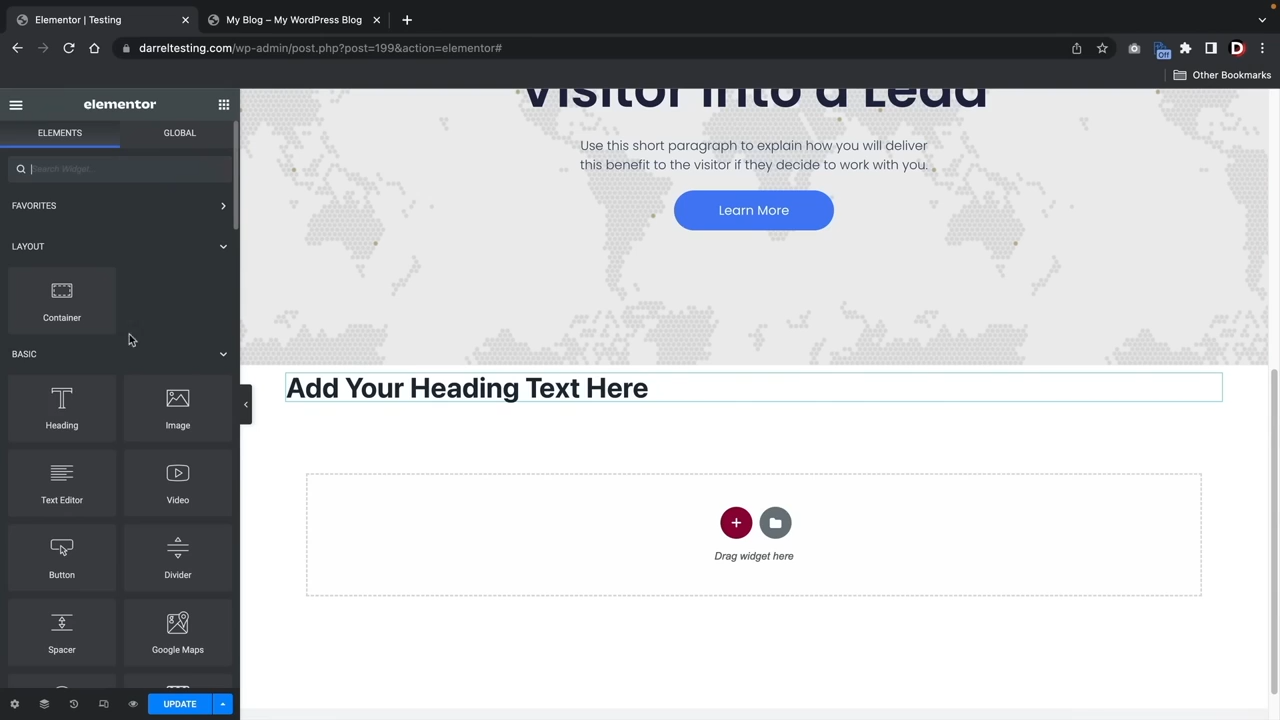 Elementor | Testing
My Blog – My WordPress Blog
darreltesting.com/wp-admin/post.php?post=199&action=elementor#
Off
D
Other Bookmarks
elementor
ELEMENTS
GLOBAL
Search Widget...
FAVORITES
LAYOUT
Container
BASIC
Heading
Image
Text Editor
Video
Button
Divider
Spacer
Google Maps
UPDATE
Visitor Into a Lead
Use this short paragraph to explain how you will deliver
this benefit to the visitor if they decide to work with you.
Learn More
Add Your Heading Text Here
Drag widget here